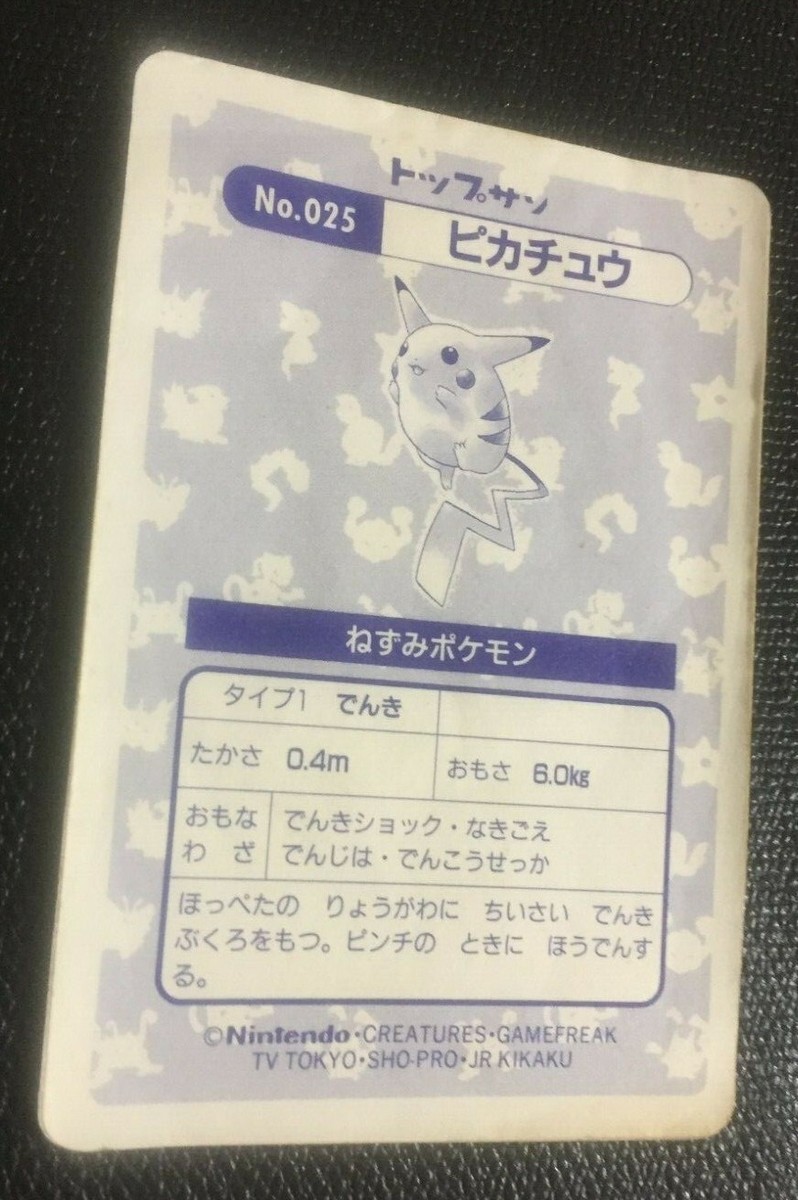 トップサン
No.025 ピカチュウ
ねずみポケモン
タイプ1 でんき
たかさ 0.4m おもさ 6.0kg
おもな でんきショック・なきごえ
わざ でんじは・でんこうせっか
ほっぺたの りょうがわに ちいさい でんき
ぶくろをもつ。ピンチの ときに ほうでんす
る。
©Nintendo・CREATURES・GAMEFREAK
TV TOKYO・SHO-PRO・JR KIKAKU